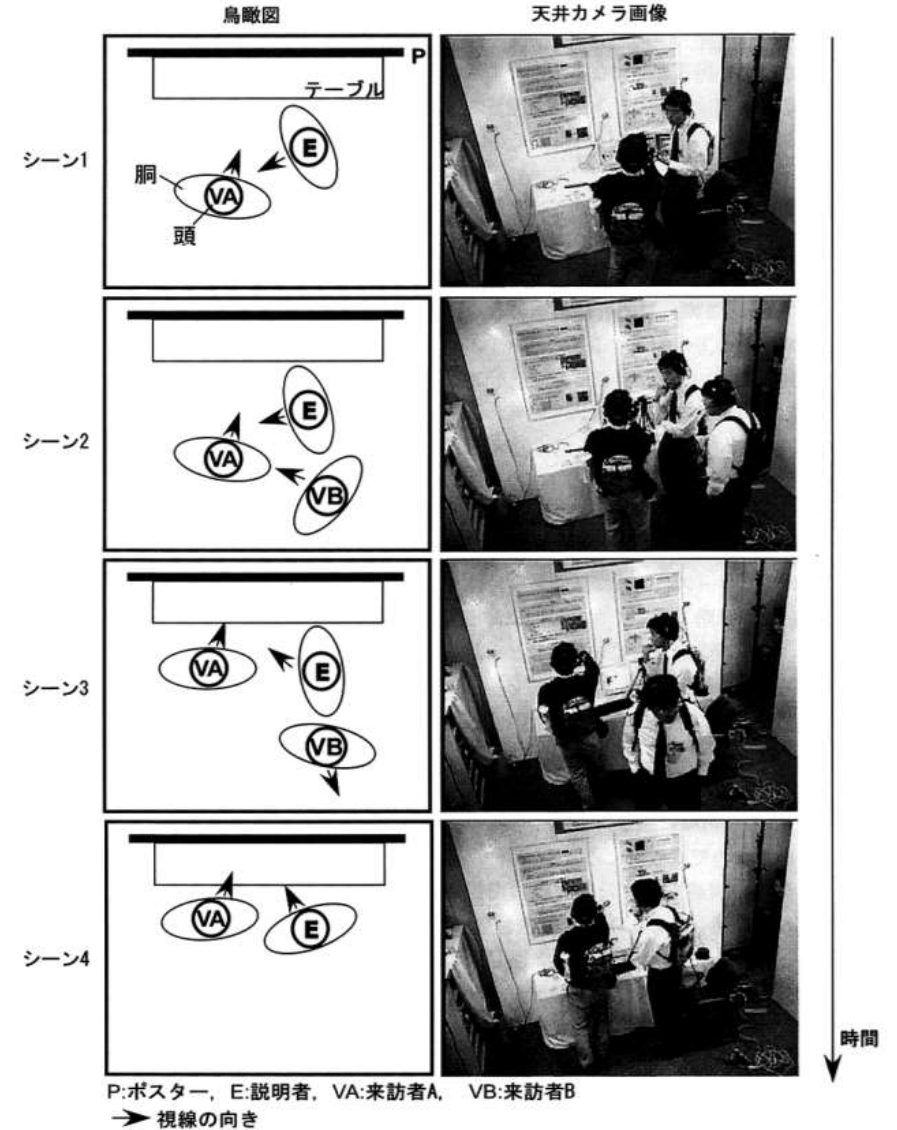 鳥瞰図
天井カメラ画像
P
テーブル
E
シーン1
胴
VA
頭
シーン2
E
VA
VB
シーン3
VA
E
VB
シーン4
VA
E
時間
P:ポスター, E:説明者, VA:来訪者A, VB:来訪者B
視線の向き